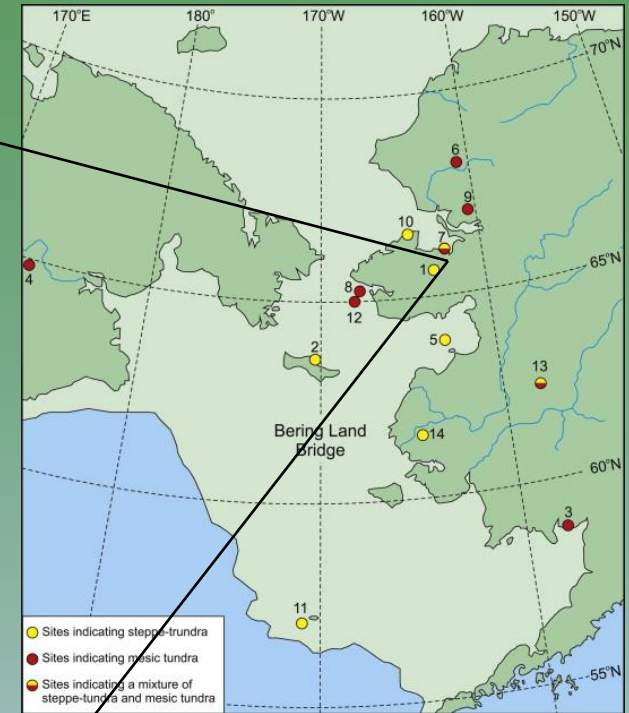 170°E 180° 170°W 160°W 150°W
70°N
6
9
10
7
65°N
1
4
8
12
5
2
13
Bering Land
Bridge
14
60°N
3
11
Sites indicating steppe-trundra
Sites indicating mesic tundra
Sites indicating a mixture of
steppe-tundra and mesic tundra
55°N